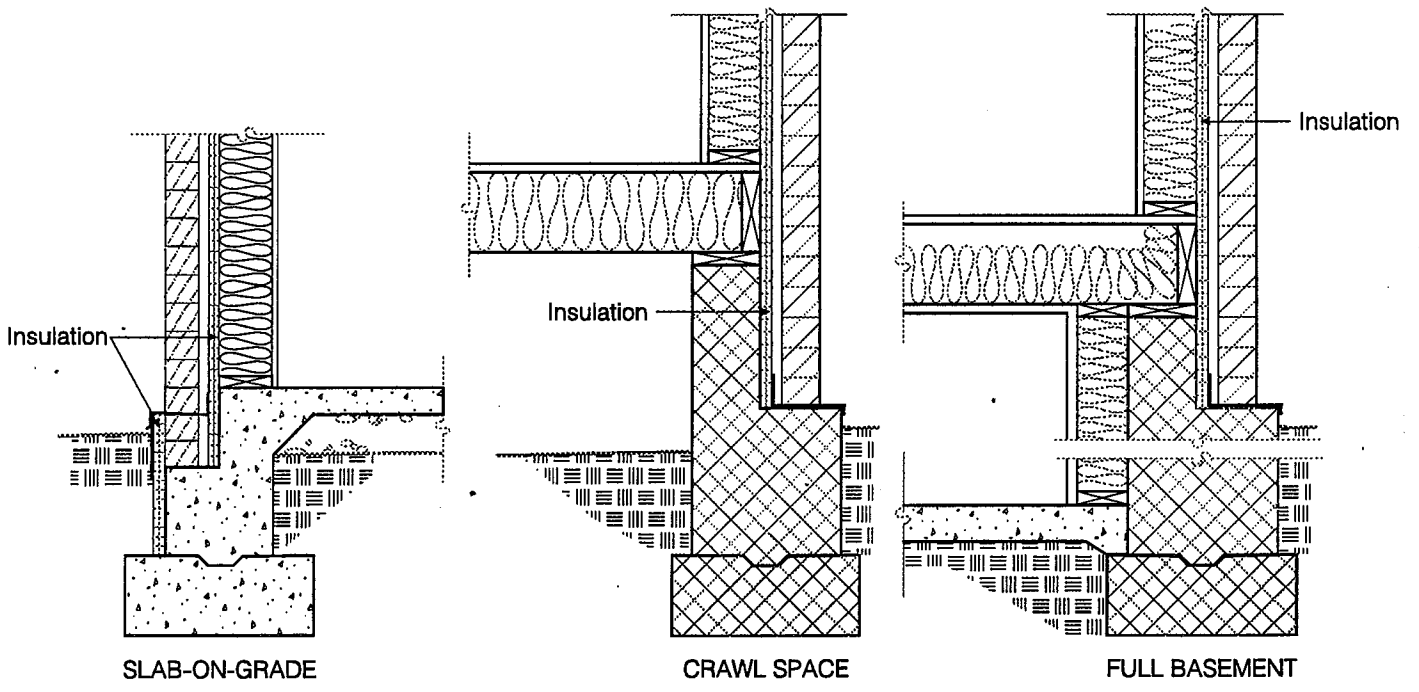 Insulation
Insulation
Insulation
SLAB-ON-GRADE
CRAWL SPACE
FULL BASEMENT